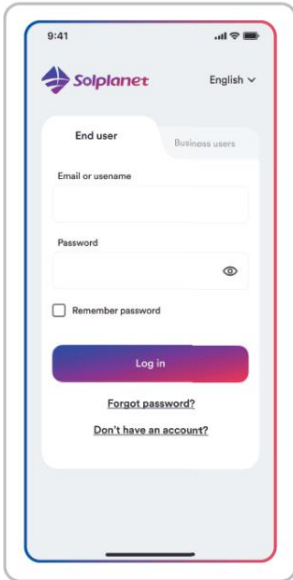 9:41
Solplanet
English
End user
Business users
Email or usename
Password
Remember password
Log in
Forgot password?
Don't have an account?